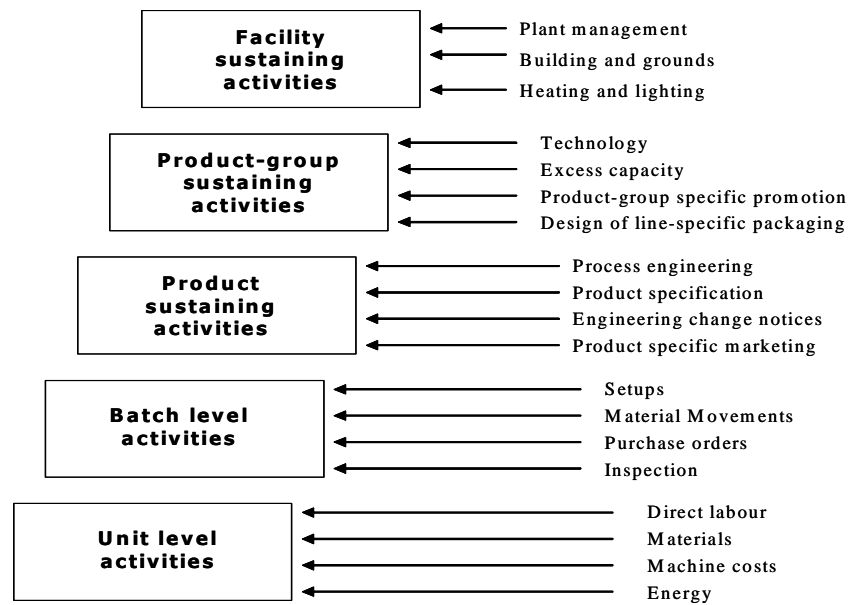 Facility
sustaining
activities
Plant management
Building and grounds
Heating and lighting
Product-group
sustaining
activities
Technology
Excess capacity
Product-group specific promotion
Design of line-specific packaging
Product
sustaining
activities
Process engineering
Product specification
Engineering change notices
Product specific marketing
Batch level
activities
Setups
Material Movements
Purchase orders
Inspection
Unit level
activities
Direct labour
Materials
Machine costs
Energy